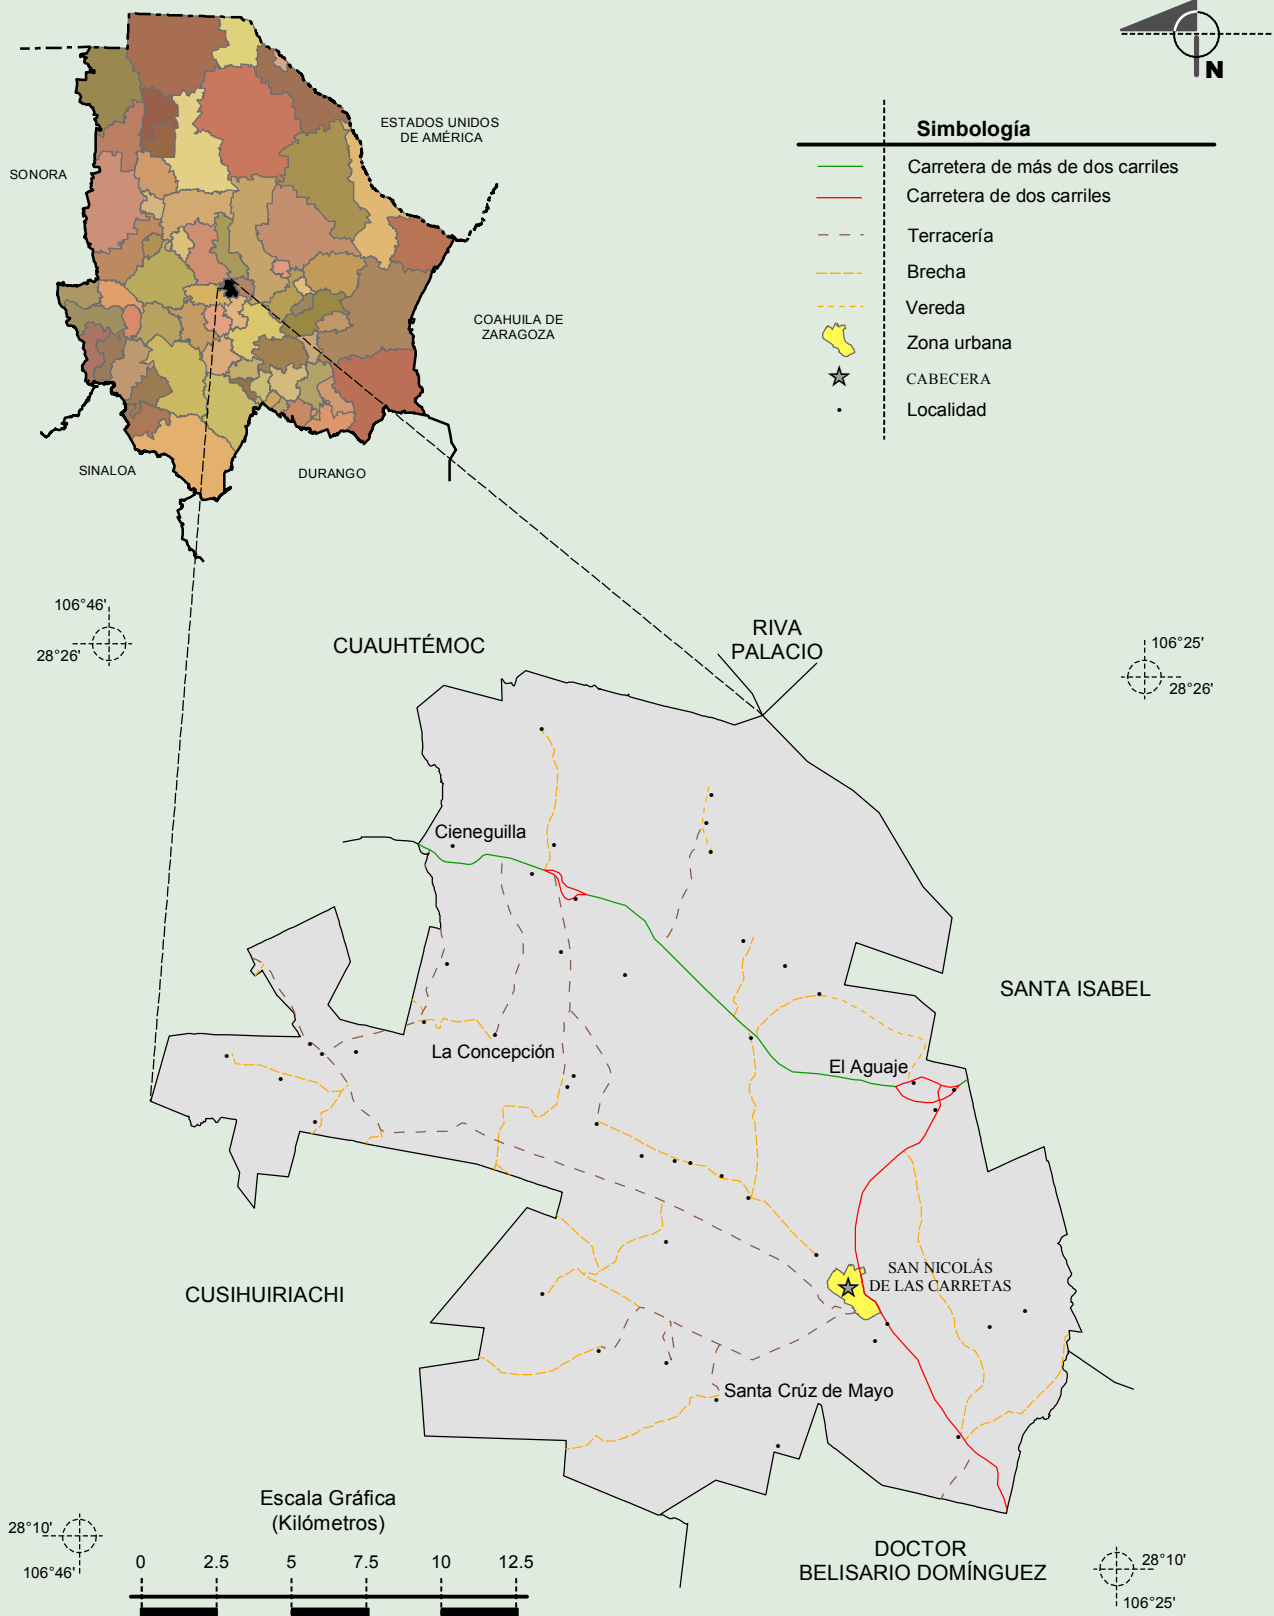 N
ESTADOS UNIDOS
DE AMÉRICA
SONORA
COAHUILA DE
ZARAGOZA
SINALOA
DURANGO
Simbología
Carretera de más de dos carriles
Carretera de dos carriles
Terracería
Brecha
Vereda
Zona urbana
CABECERA
Localidad
106°46'
28°26'
CUAUHTÉMOC
RIVA
PALACIO
106°25'
28°26'
Cieneguilla
SANTA ISABEL
La Concepción
El Aguaje
SAN NICOLÁS
DE LAS CARRETAS
CUSIHUIRIACHI
Santa Crúz de Mayo
Escala Gráfica
(Kilómetros)
0 2.5 5 7.5 10 12.5
28°10'
106°46'
DOCTOR
BELISARIO DOMÍNGUEZ
28°10'
106°25'